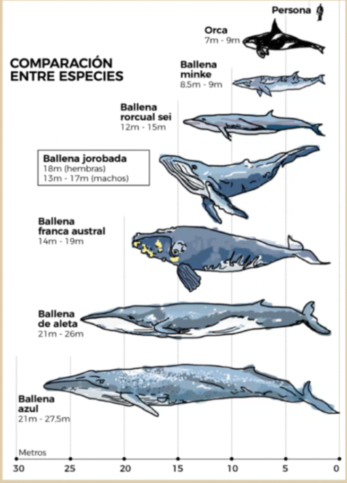 Persona
Orca
7m - 9m
COMPARACIÓN
ENTRE ESPECIES
Ballena
minke
8.5m - 9m
Ballena
rorcual sei
12m - 15m
Ballena jorobada
18m (hembras)
13m - 17m (machos)
Ballena
franca austral
14m - 19m
Ballena
de aleta
21m - 26m
Ballena
azul
21m - 27,5m
Metros
30 25 20 15 10 5 0